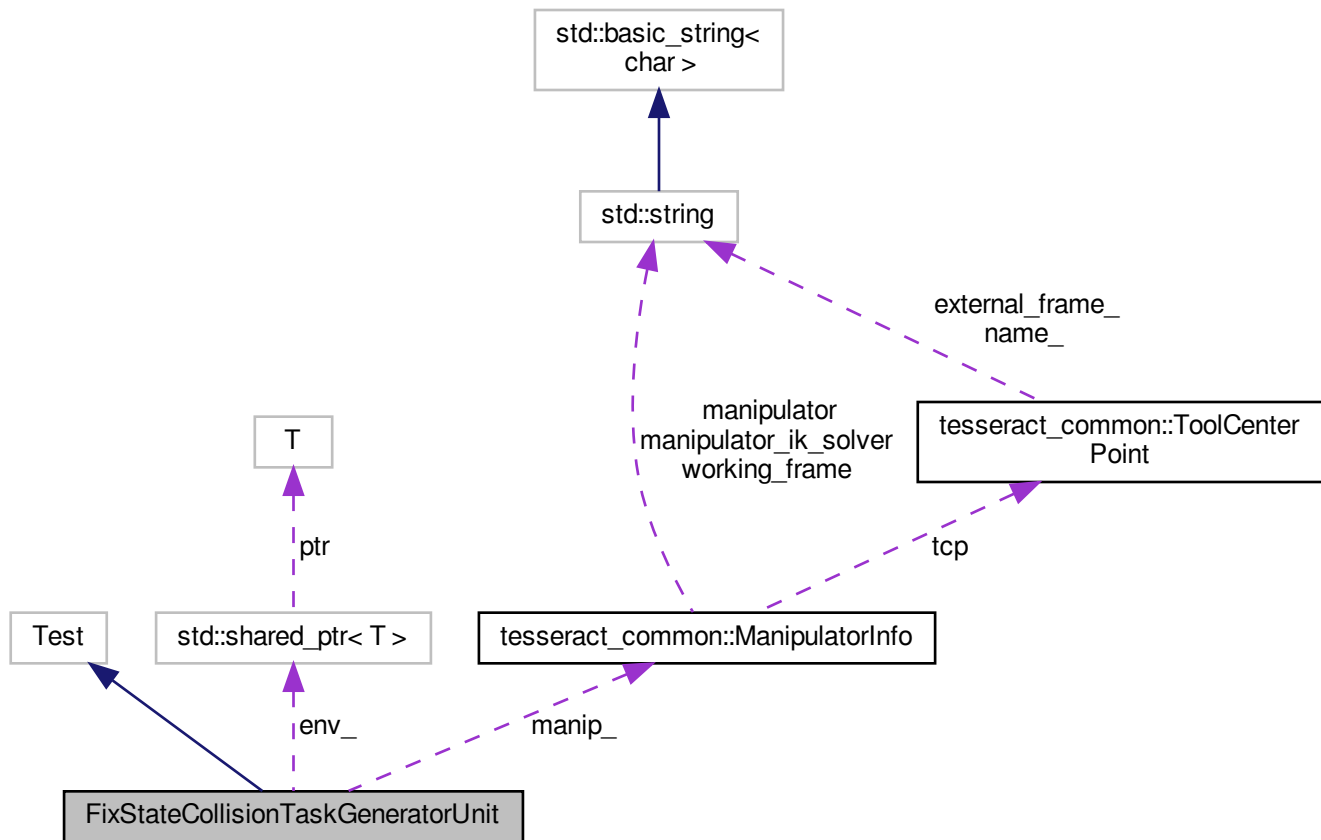 std::basic_string<
char >
std::string
external_frame_
name_
manipulator
manipulator_ik_solver
working_frame
T
tesseract_common::ToolCenter
Point
ptr
tcp
Test
std::shared_ptr< T >
tesseract_common::ManipulatorInfo
env_
manip_
FixStateCollisionTaskGeneratorUnit